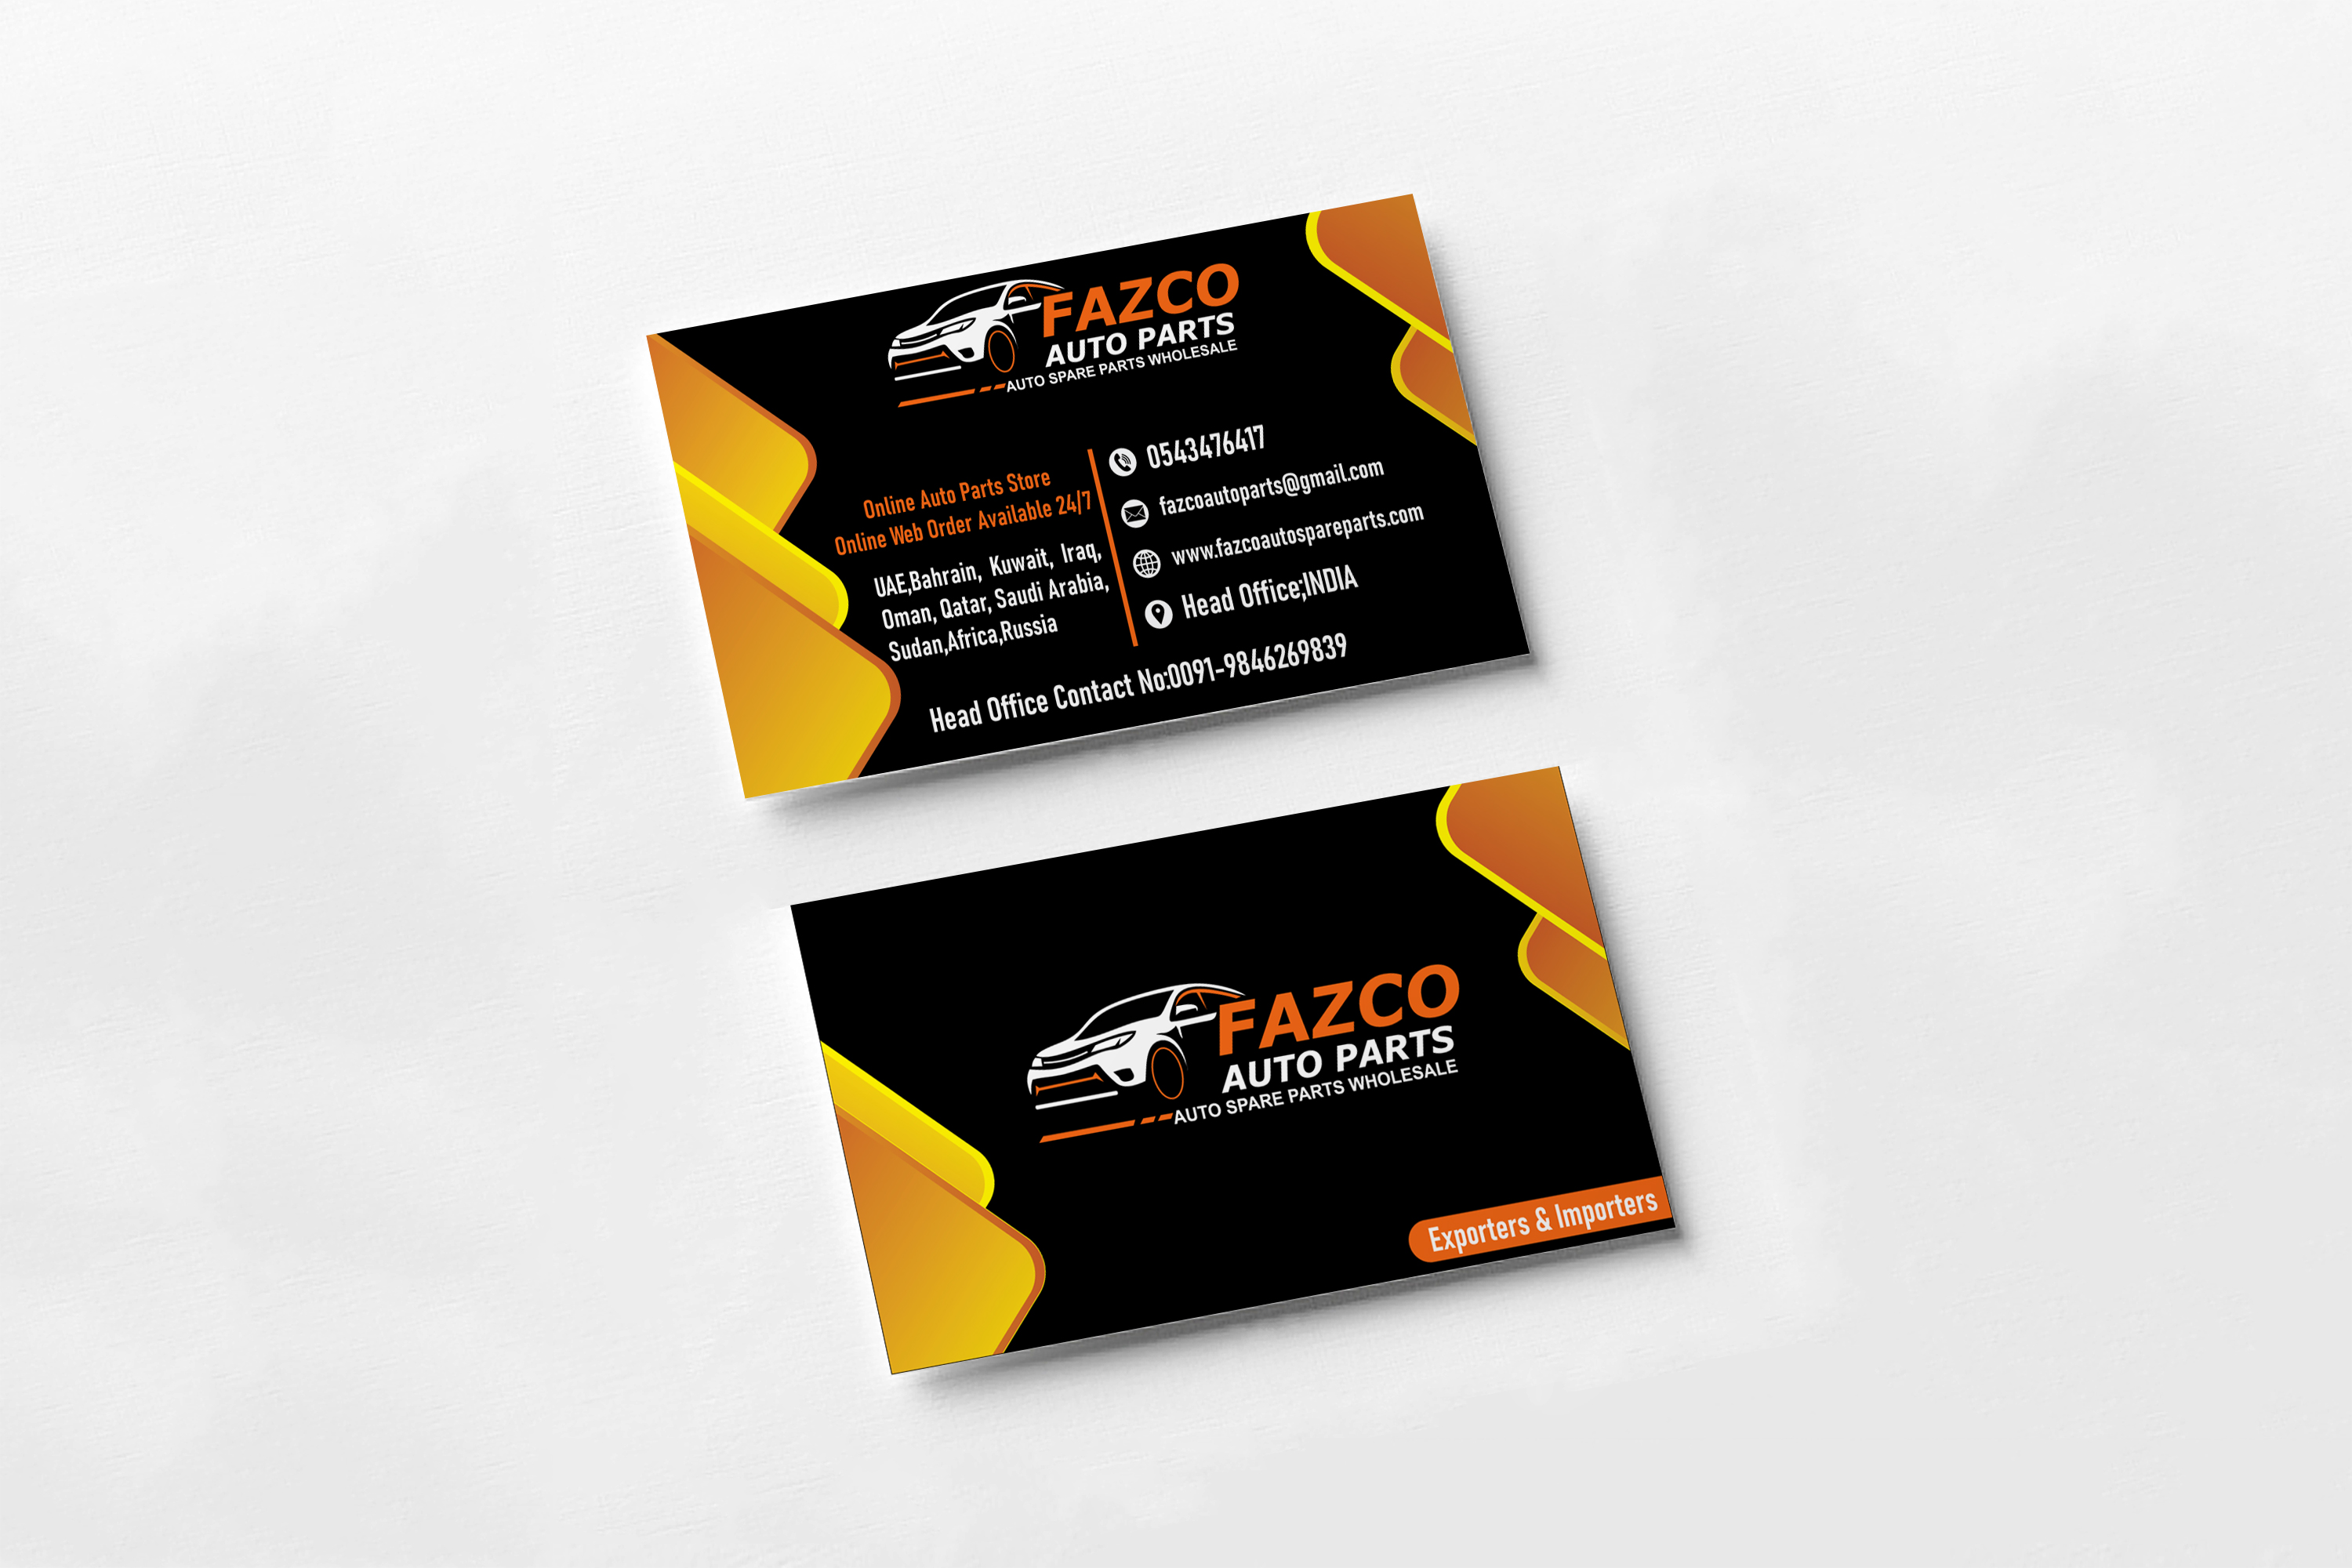 FAZCO
AUTO PARTS
AUTO SPARE PARTS WHOLESALE
Online Auto Parts Store
Online Web Order Available 24/7
UAE,Bahrain, Kuwait, Iraq,
Oman, Qatar, Saudi Arabia,
Sudan,Africa,Russia
0543476417
fazcoautoparts@gmail.com
www.fazcoautospareparts.com
Head Office;INDIA
Head Office Contact No:0091-9846269839
FAZCO
AUTO PARTS
AUTO SPARE PARTS WHOLESALE
Exporters & Importers